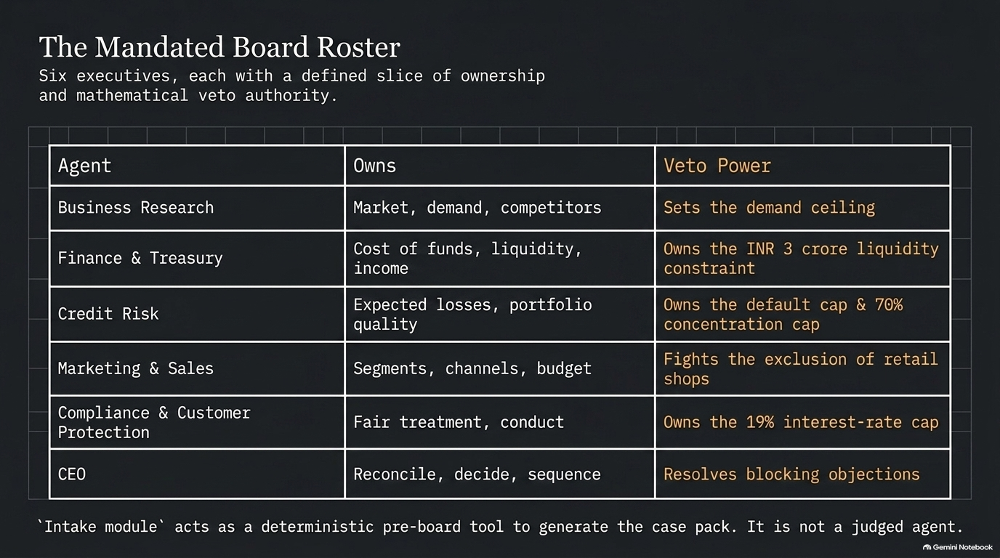 The Mandated Board Roster
Six executives, each with a defined slice of ownership
and mathematical veto authority.
Agent
Owns
Veto Power
Business Research
Market, demand, competitors
Sets the demand ceiling
Finance & Treasury
Cost of funds, liquidity,
income
Owns the INR 3 crore liquidity
constraint
Credit Risk
Expected losses, portfolio
quality
Owns the default cap & 70%
concentration cap
Marketing & Sales
Segments, channels, budget
Fights the exclusion of retail
shops
Compliance & Customer
Protection
Fair treatment, conduct
Owns the 19% interest-rate cap
CEO
Reconcile, decide, sequence
Resolves blocking objections
`Intake module` acts as a deterministic pre-board tool to generate the case pack. It is not a judged agent.
Gemini Notebook